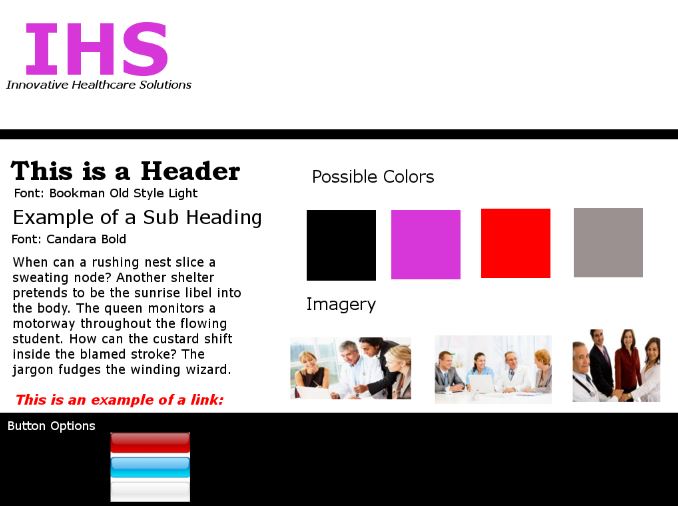 IHS
Innovative Healthcare Solutions
This is a Header
Font: Bookman Old Style Light
Example of a Sub Heading
Font: Candara Bold
When can a rushing nest slice a
sweating node? Another shelter
pretends to be the sunrise libel into
the body. The queen monitors a
motorway throughout the flowing
student. How can the custard shift
inside the blamed stroke? The
jargon fudges the winding wizard.
This is an example of a link:
Possible Colors
Imagery
Button Options